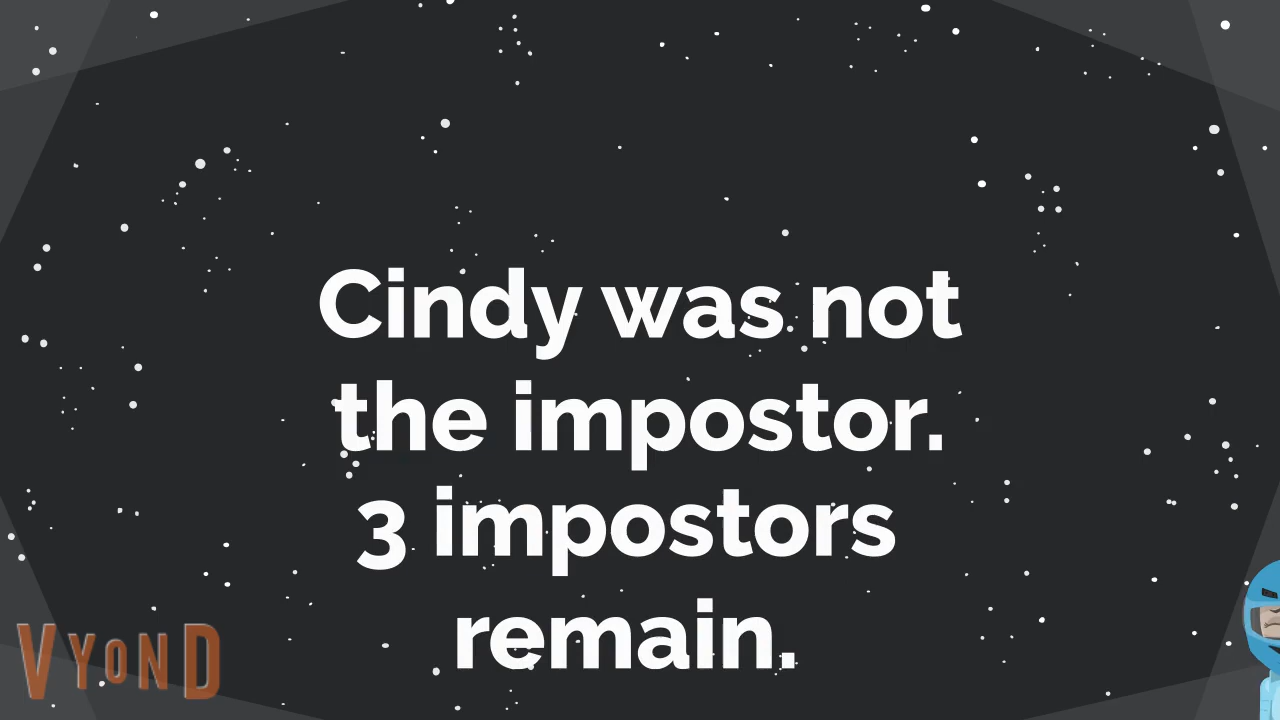 Cindy was not
the impostor.
3 impostors
remain.
VYOND